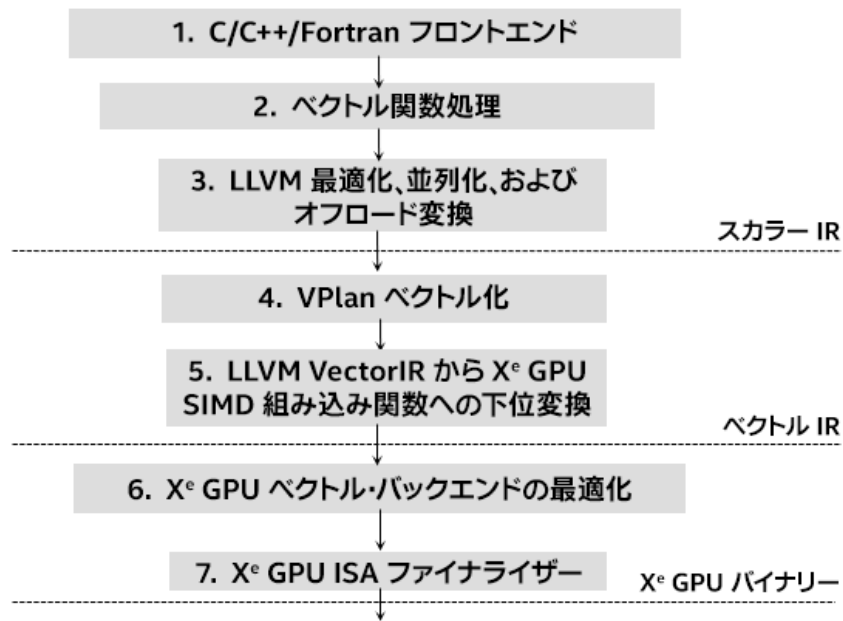 1. C/C++/Fortran フロントエンド
2. ベクトル関数処理
3. LLVM 最適化、並列化、および
オフロード変換
スカラー IR
4. VPlan ベクトル化
5. LLVM VectorIR から Xᵉ GPU
SIMD 組み込み関数への下位変換
ベクトル IR
6. Xᵉ GPU ベクトル・バックエンドの最適化
7. Xᵉ GPU ISA ファイナライザー
Xᵉ GPU バイナリー